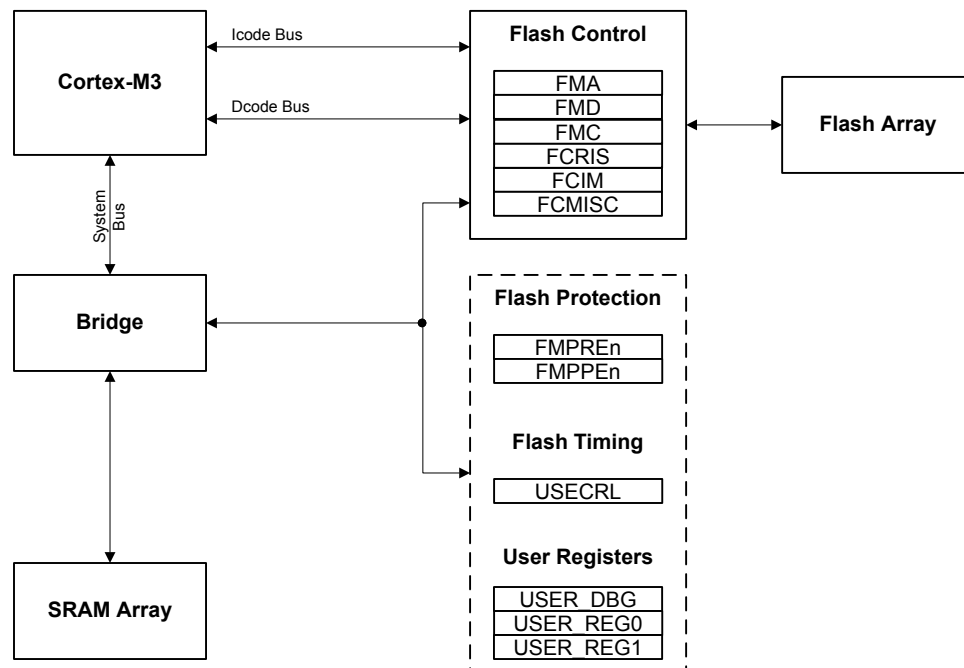 Cortex-M3
Icode Bus
Dcode Bus
System
Bus
Bridge
SRAM Array
Flash Control
FMA
FMD
FMC
FCRIS
FCIM
FCMISC
Flash Array
Flash Protection
FMPREn
FMPPEn
Flash Timing
USECRL
User Registers
USER_DBG
USER_REG0
USER_REG1